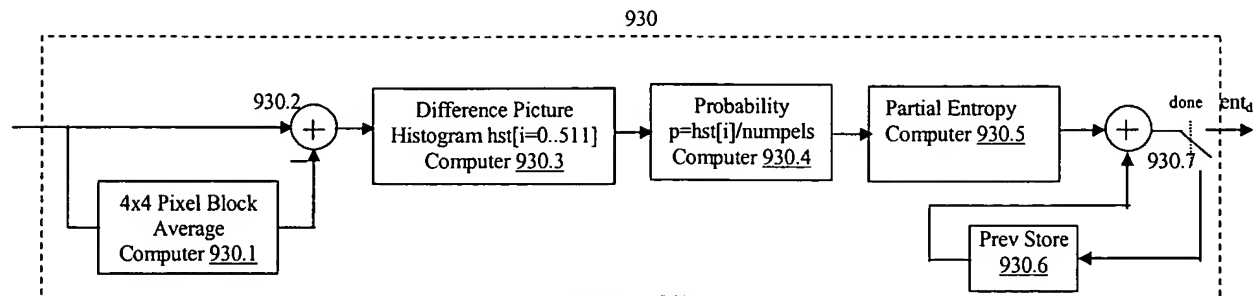 930
930.2
+
Difference Picture
Histogram hst[i=0..511]
Computer 930.3
Probability
p=hst[i]/numpels
Computer 930.4
Partial Entropy
Computer 930.5
+
done
ent_d
930.7
4x4 Pixel Block
Average
Computer 930.1
Prev Store
930.6